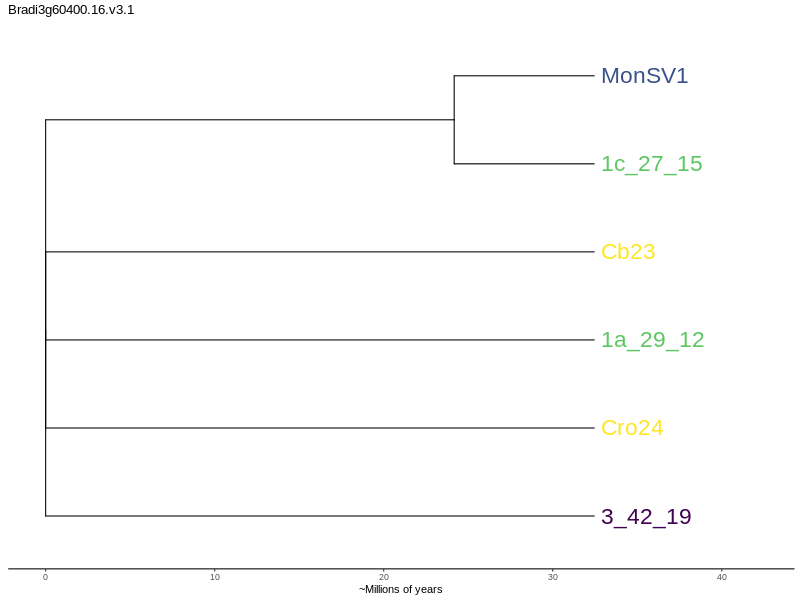 Bradi3g60400.16.v3.1
MonSV1
1c_27_15
Cb23
1a_29_12
Cro24
3_42_19
0 10 20 30 40
~Millions of years